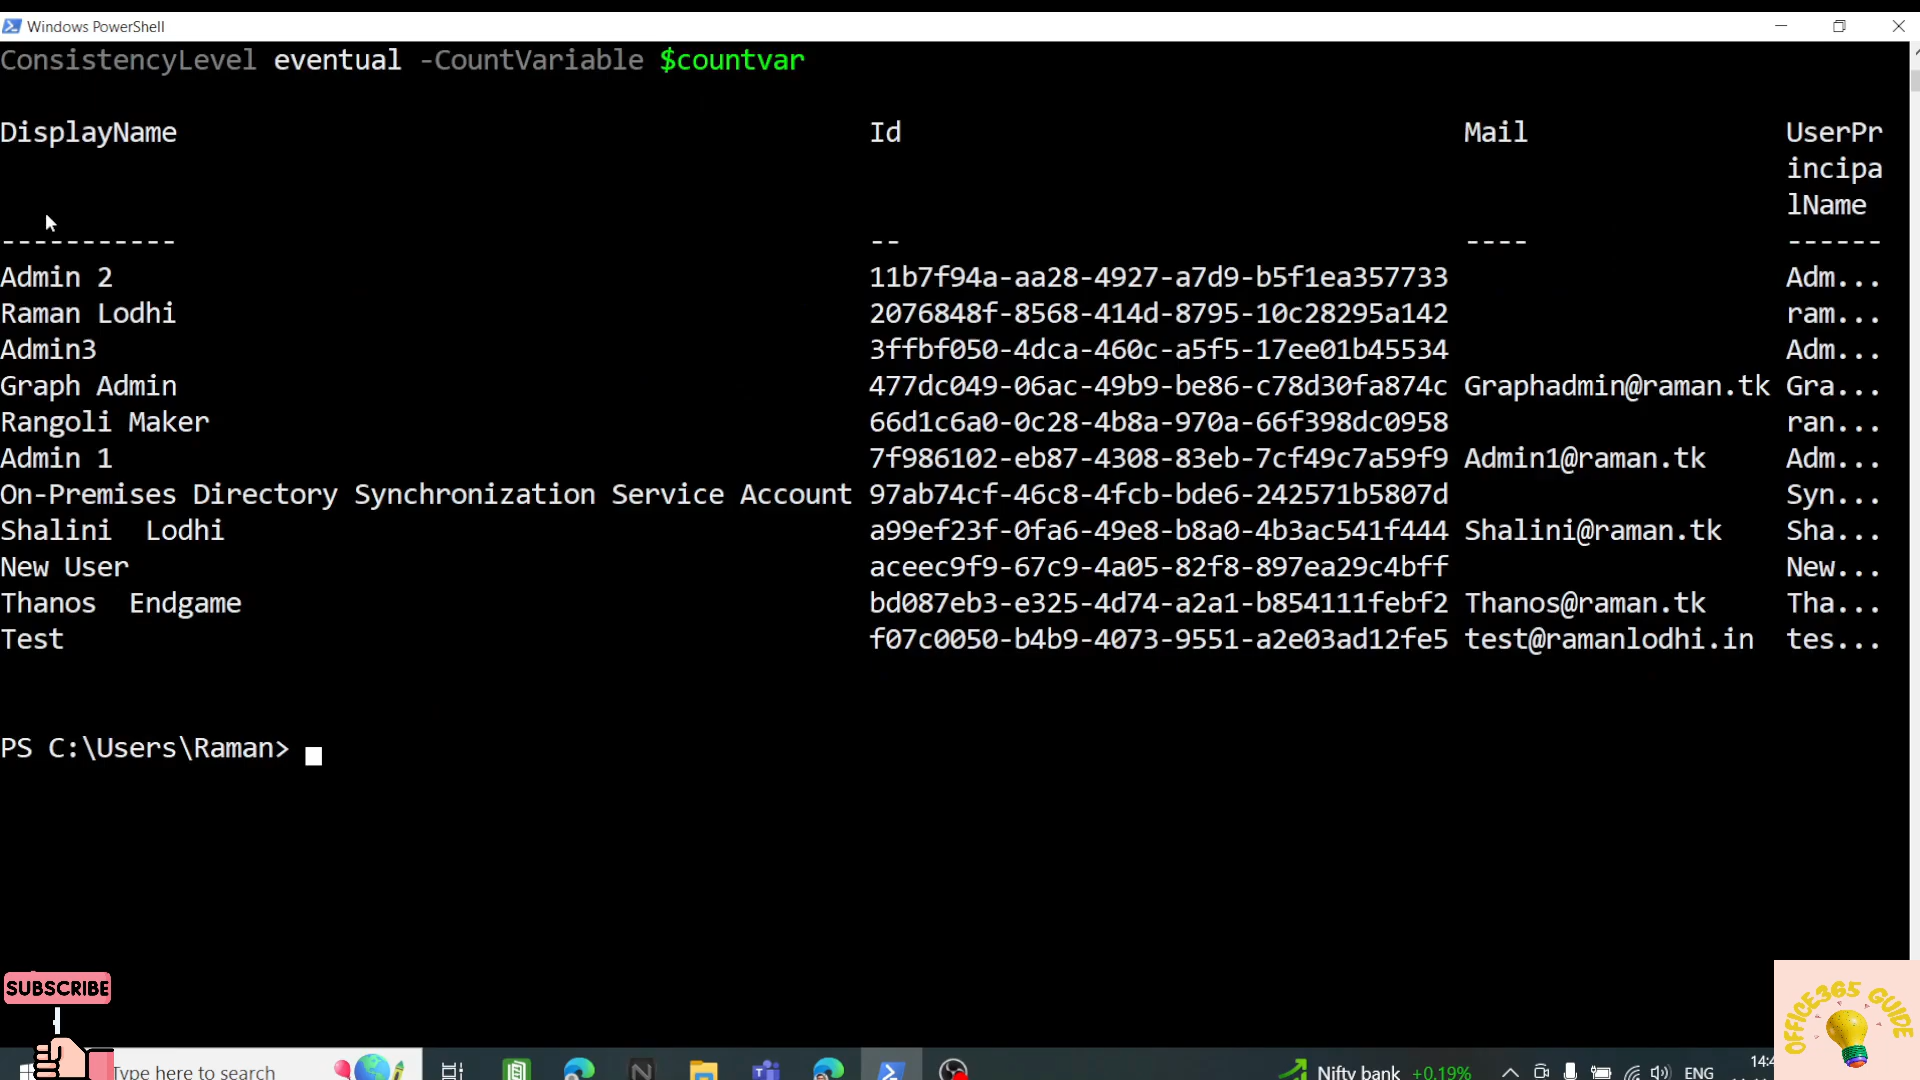 Windows PowerShell
ConsistencyLevel eventual -CountVariable $countvar
DisplayName Id Mail UserPr
incipa
lName
----------- -- ---- ------
Admin 2 11b7f94a-aa28-4927-a7d9-b5f1ea357733 Adm...
Raman Lodhi 2076848f-8568-414d-8795-10c28295a142 ram...
Admin3 3ffbf050-4dca-460c-a5f5-17ee01b45534 Adm...
Graph Admin 477dc049-06ac-49b9-be86-c78d30fa874c Graphadmin@raman.tk Gra...
Rangoli Maker 66d1c6a0-0c28-4b8a-970a-66f398dc0958 ran...
Admin 1 7f986102-eb87-4308-83eb-7cf49c7a59f9 Admin1@raman.tk Adm...
On-Premises Directory Synchronization Service Account 97ab74cf-46c8-4fcb-bde6-242571b5807d Syn...
Shalini  Lodhi a99ef23f-0fa6-49e8-b8a0-4b3ac541f444 Shalini@raman.tk Sha...
New User aceec9f9-67c9-4a05-82f8-897ea29c4bff New...
Thanos  Endgame bd087eb3-e325-4d74-a2a1-b854111febf2 Thanos@raman.tk Tha...
Test f07c0050-b4b9-4073-9551-a2e03ad12fe5 test@ramanlodhi.in tes...
PS C:\Users\Raman>
SUBSCRIBE
OFFICE365 GUIDE
Type here to search
Nifty bank +0.19% ENG